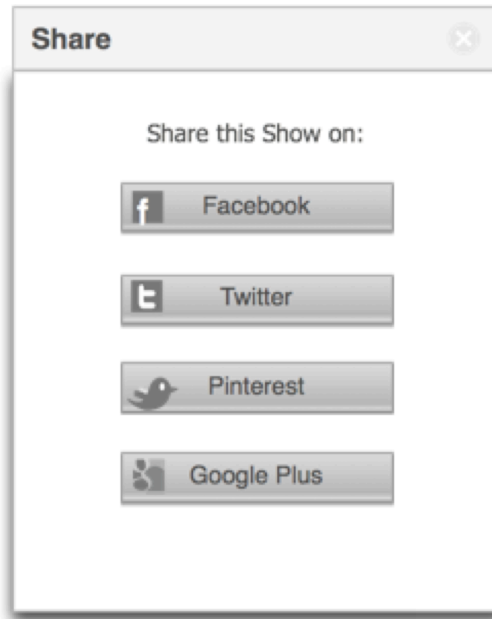 Share
Share this Show on:
Facebook
Twitter
Pinterest
Google Plus